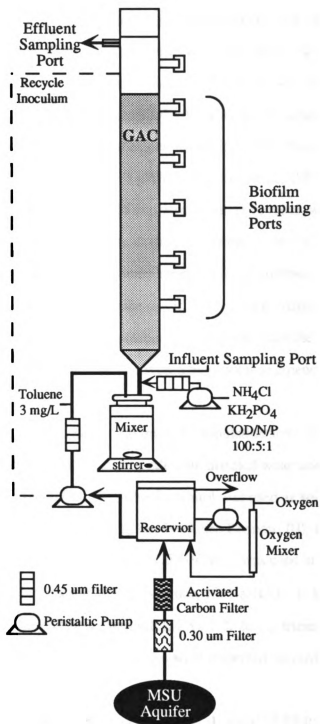 Effluent
Sampling
Port
Recycle
Inoculum
GAC
Biofilm
Sampling
Ports
Influent Sampling Port
Toluene
3 mg/L
NH4Cl
KH2PO4
COD/N/P
100:5:1
Mixer
stirrer
Overflow
Oxygen
Reservior
Oxygen
Mixer
0.45 um filter
Activated
Carbon Filter
Peristaltic Pump
0.30 um Filter
MSU
Aquifer